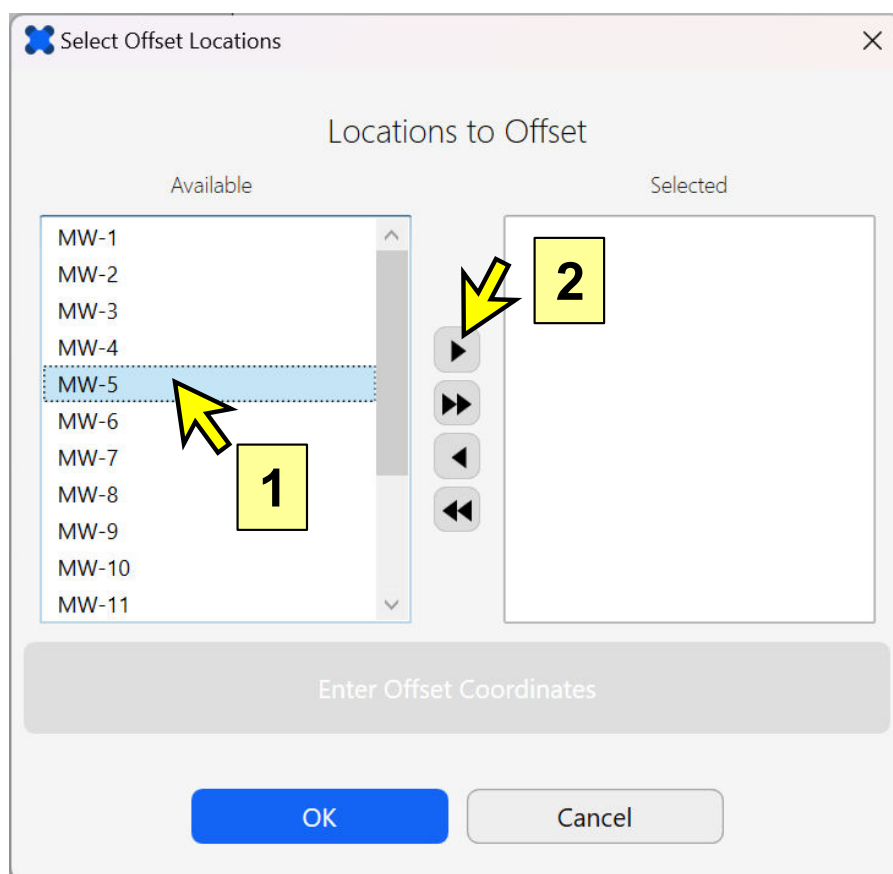 Select Offset Locations
Locations to Offset
Available
Selected
MW-1
MW-2
MW-3
MW-4
MW-5
MW-6
MW-7
MW-8
MW-9
MW-10
MW-11
2
1
Enter Offset Coordinates
OK
Cancel